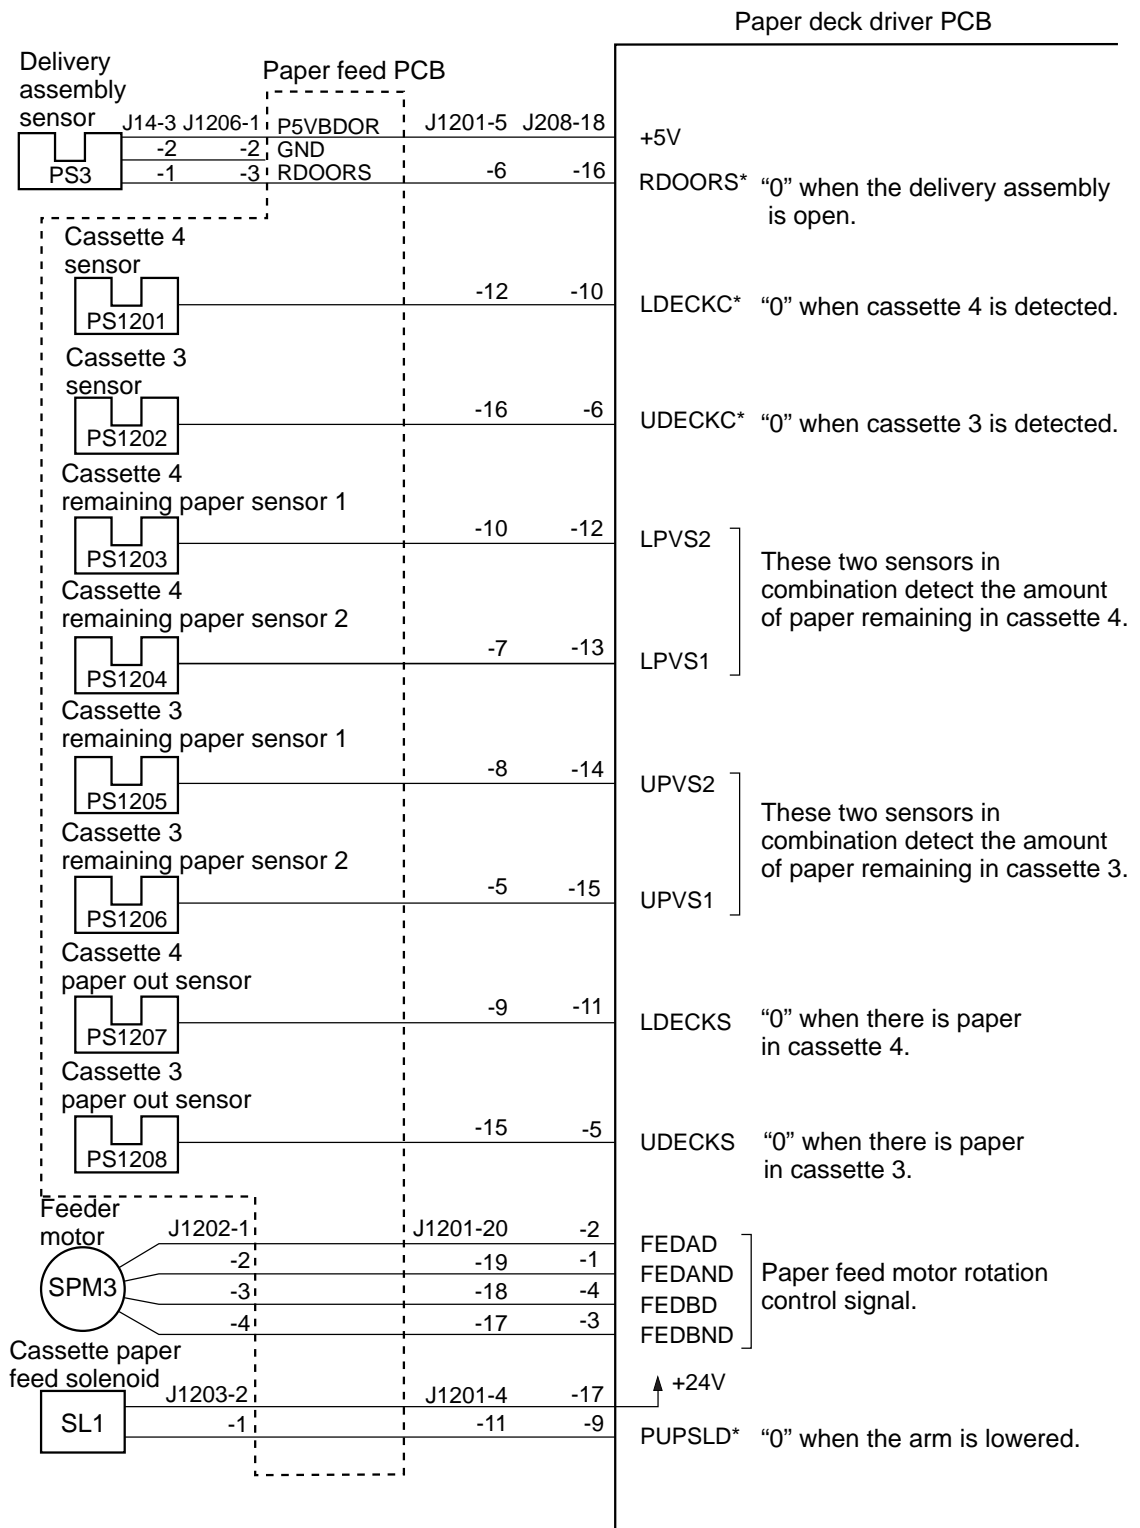 Paper deck driver PCB
Delivery
assembly
sensor
Paper feed PCB
J14-3 J1206-1 P5VBDOR J1201-5 J208-18 +5V
-2 -2 GND
PS3 -1 -3 RDOORS -6 -16 RDOORS* “0” when the delivery assembly
is open.
Cassette 4
sensor
PS1201 -12 -10 LDECKC* “0” when cassette 4 is detected.
Cassette 3
sensor
PS1202 -16 -6 UDECKC* “0” when cassette 3 is detected.
Cassette 4
remaining paper sensor 1
PS1203 -10 -12 LPVS2
These two sensors in
combination detect the amount
of paper remaining in cassette 4.
Cassette 4
remaining paper sensor 2
PS1204 -7 -13 LPVS1
Cassette 3
remaining paper sensor 1
PS1205 -8 -14 UPVS2
These two sensors in
combination detect the amount
of paper remaining in cassette 3.
Cassette 3
remaining paper sensor 2
PS1206 -5 -15 UPVS1
Cassette 4
paper out sensor
PS1207 -9 -11 LDECKS “0” when there is paper
in cassette 4.
Cassette 3
paper out sensor
PS1208 -15 -5 UDECKS “0” when there is paper
in cassette 3.
Feeder
motor
SPM3
J1202-1 J1201-20 -2 FEDAD
-2 -19 -1 FEDAND
-3 -18 -4 FEDBD
-4 -17 -3 FEDBND
Paper feed motor rotation
control signal.
Cassette paper
feed solenoid
SL1
J1203-2 J1201-4 -17 +24V
-1 -11 -9 PUPSLD* “0” when the arm is lowered.